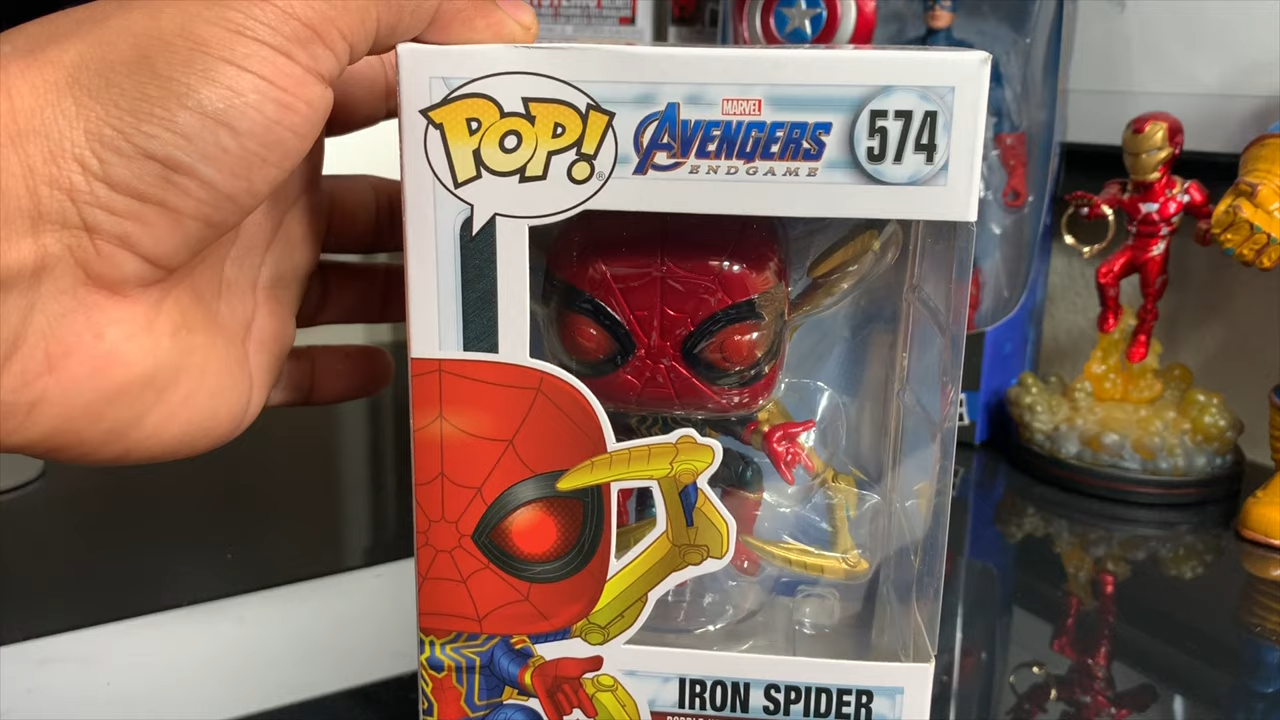 POP!®
MARVEL
AVENGERS
ENDGAME
574
IRON SPIDER